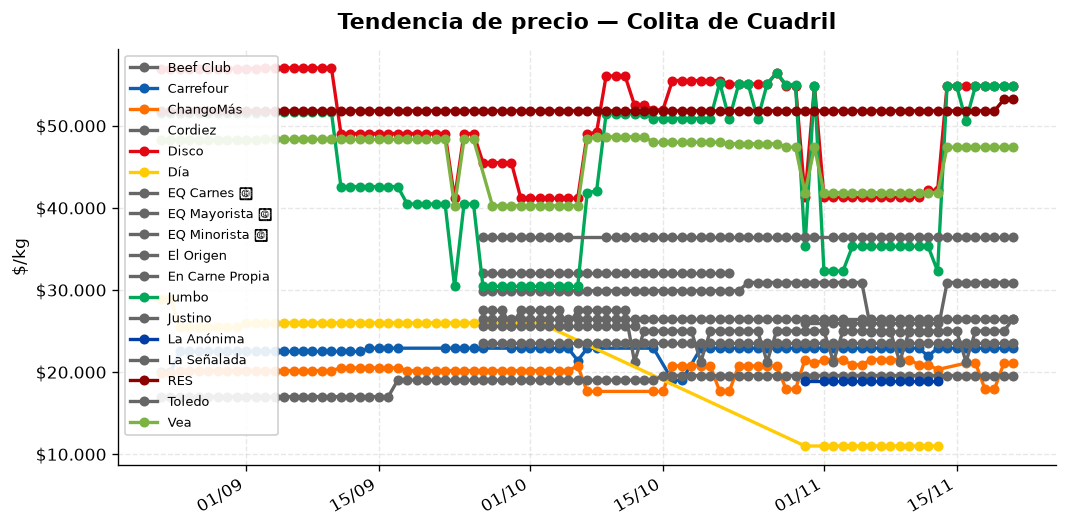 Tendencia de precio — Colita de Cuadril
$/kg
$50.000
$40.000
$30.000
$20.000
$10.000
Beef Club
Carrefour
ChangoMás
Cordiez
Disco
Día
EQ Carnes
EQ Mayorista
EQ Minorista
El Origen
En Carne Propia
Jumbo
Justino
La Anónima
La Señalada
RES
Toledo
Vea
01/09
15/09
01/10
15/10
01/11
15/11